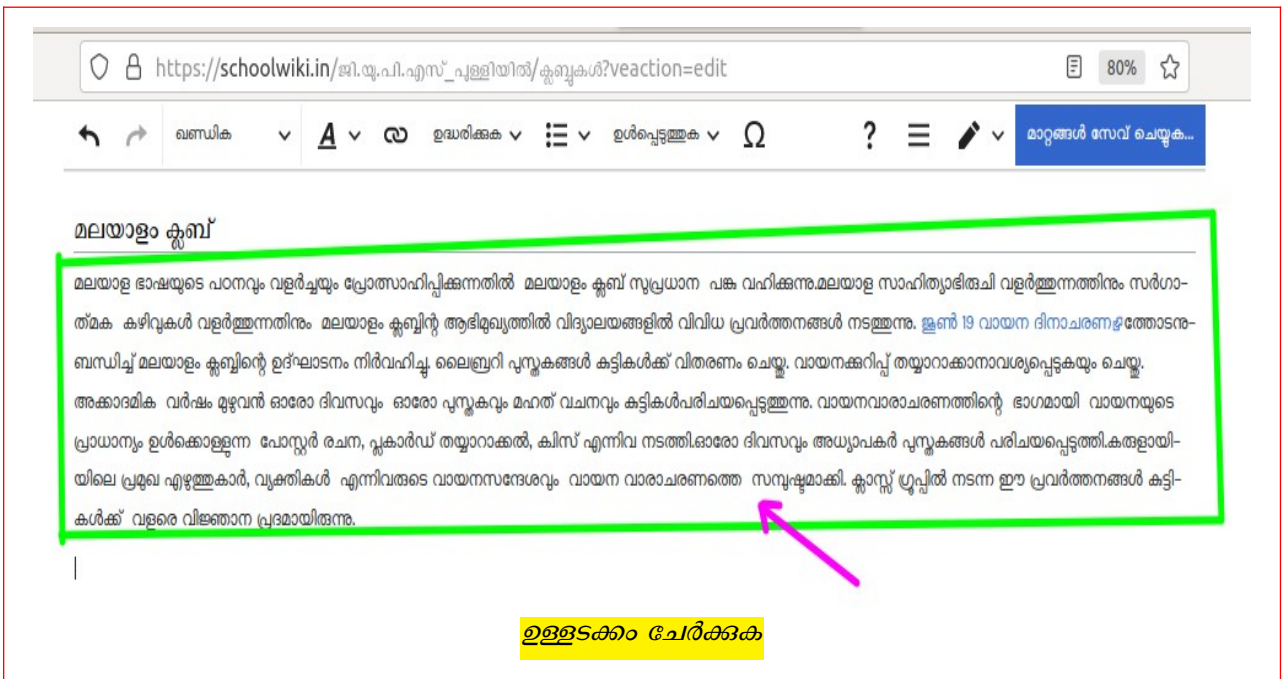 https://schoolwiki.in/ജി.യു.പി.എസ്_പുള്ളിയിൽ/ക്ലബ്ബുകൾ?veaction=edit 80%
ഖണ്ഡിക A ഉദ്ധരിക്കുക ഉൾപ്പെടുത്തുക Ω ? മാറ്റങ്ങൾ സേവ് ചെയ്യുക...
മലയാളം ക്ലബ്
മലയാള ഭാഷയുടെ പഠനവും വളർച്ചയും പ്രോത്സാഹിപ്പിക്കുന്നതിൽ മലയാളം ക്ലബ് സുപ്രധാന പങ്കു വഹിക്കുന്നു.മലയാള സാഹിത്യാഭിരുചി വളർത്തുന്നത്തിനും സർഗാ-
ത്മക കഴിവുകൾ വളർത്തുന്നതിനും മലയാളം ക്ലബ്ബിന്റ ആഭിമുഖ്യത്തിൽ വിദ്യാലയങ്ങളിൽ വിവിധ പ്രവർത്തനങ്ങൾ നടത്തുന്നു. ജൂൺ 19 വായന ദിനാചരണഴ്ത്തോടനു-
ബന്ധിച്ച് മലയാളം ക്ലബ്ബിന്റെ ഉദ്ഘാടനം നിർവഹിച്ചു. ലൈബ്രറി പുസ്തകങ്ങൾ കുട്ടികൾക്ക് വിതരണം ചെയ്തു. വായനക്കുറിപ്പ് തയ്യാറാക്കാനാവശ്യപ്പെടുകയും ചെയ്തു.
അക്കാദമിക വർഷം മുഴുവൻ ഓരോ ദിവസവും ഓരോ പുസ്തകവും മഹത് വചനവും കുട്ടികൾപരിചയപ്പെടുത്തുന്നു. വായനവാരാചരണത്തിന്റെ ഭാഗമായി വായനയുടെ
പ്രാധാന്യം ഉൾക്കൊള്ളുന്ന പോസ്റ്റർ രചന, പ്ലകാർഡ് തയ്യാറാക്കൽ, ക്വിസ് എന്നിവ നടത്തി.ഓരോ ദിവസവും അധ്യാപകർ പുസ്തകങ്ങൾ പരിചയപ്പെടുത്തി.കരുളായി-
യിലെ പ്രമുഖ എഴുത്തുകാർ, വ്യക്തികൾ എന്നിവരുടെ വായനസന്ദേശവും വായന വാരാചരണത്തെ സമ്പുഷ്ടമാക്കി. ക്ലാസ്സ് ഗ്രൂപ്പിൽ നടന്ന ഈ പ്രവർത്തനങ്ങൾ കുട്ടി-
കൾക്ക് വളരെ വിജ്ഞാന പ്രദമായിരുന്നു.
ഉള്ളടക്കം ചേർക്കുക